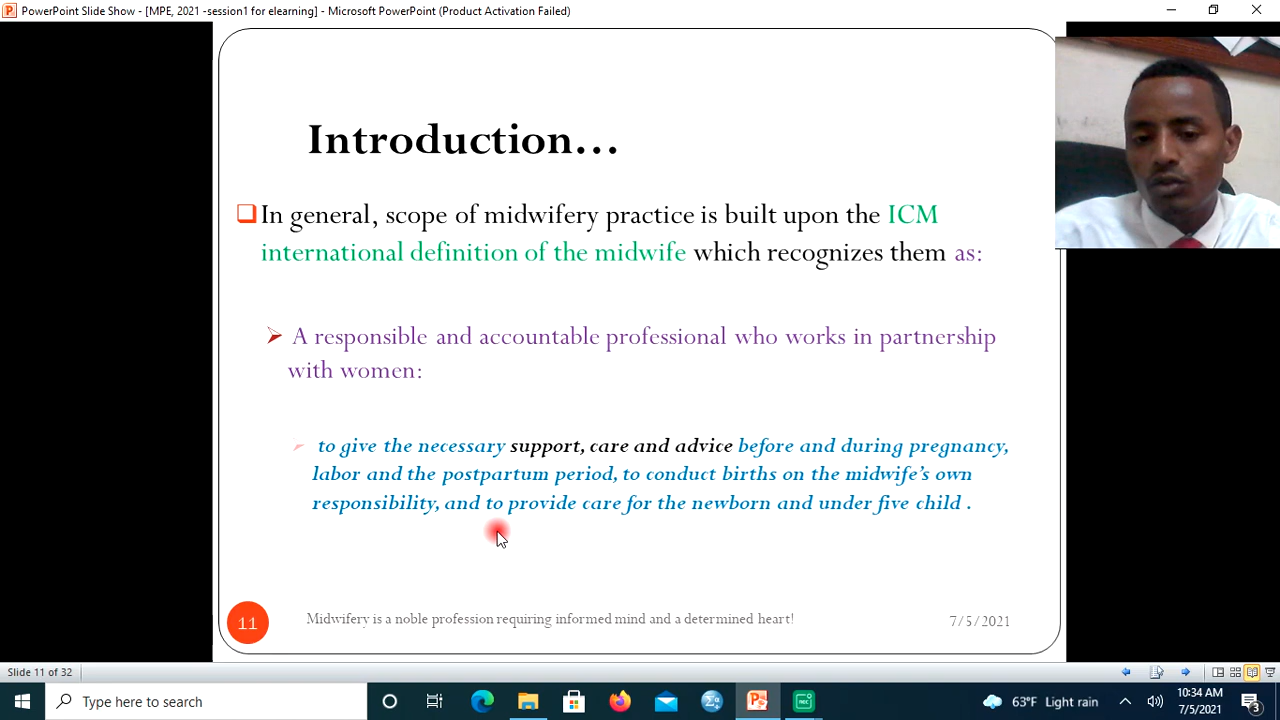 PowerPoint Slide Show - [MPE, 2021 -session1 for elearning] - Microsoft PowerPoint (Product Activation Failed)
Introduction...
In general, scope of midwifery practice is built upon the ICM
international definition of the midwife which recognizes them as:
A responsible and accountable professional who works in partnership
with women:
to give the necessary support, care and advice before and during pregnancy,
labor and the postpartum period, to conduct births on the midwife's own
responsibility, and to provide care for the newborn and under five child .
11
Midwifery is a noble profession requiring informed mind and a determined heart!
7/5/2021
Slide 11 of 32
Type here to search
63°F Light rain
10:34 AM
7/5/2021
3